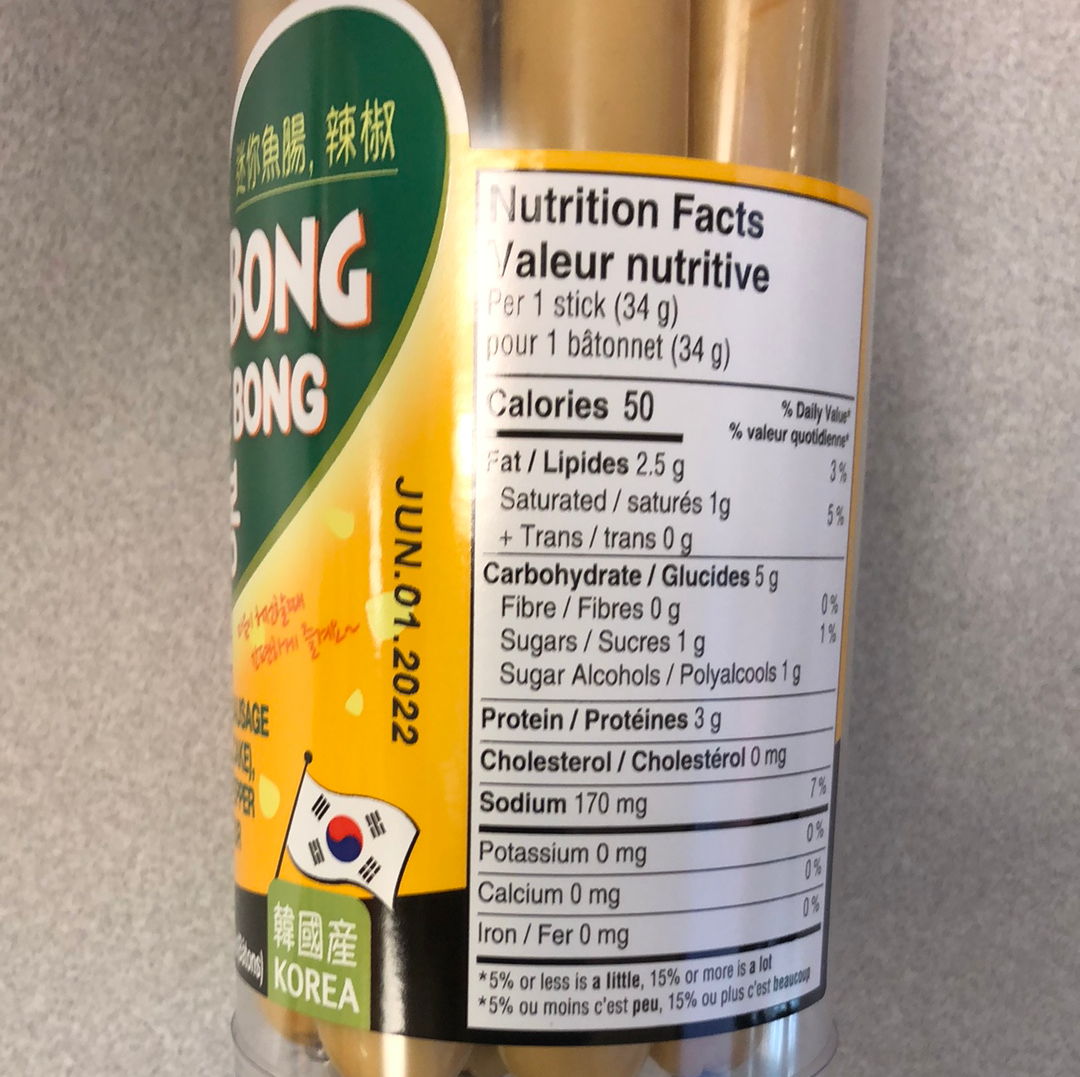 迷你魚腸, 辣椒
BONG
BONG
JUN.01.2022
韓國産
KOREA
Nutrition Facts
Valeur nutritive
Per 1 stick (34 g)
pour 1 bâtonnet (34 g)
Calories 50
% Daily Value*
% valeur quotidienne*
Fat / Lipides 2.5 g 3 %
Saturated / saturés 1g
+ Trans / trans 0 g 5 %
Carbohydrate / Glucides 5 g
Fibre / Fibres 0 g 0 %
Sugars / Sucres 1 g 1 %
Sugar Alcohols / Polyalcools 1 g
Protein / Protéines 3 g
Cholesterol / Cholestérol 0 mg
Sodium 170 mg 7 %
Potassium 0 mg 0 %
Calcium 0 mg 0 %
Iron / Fer 0 mg 0 %
*5% or less is a little, 15% or more is a lot
*5% ou moins c'est peu, 15% ou plus c'est beaucoup